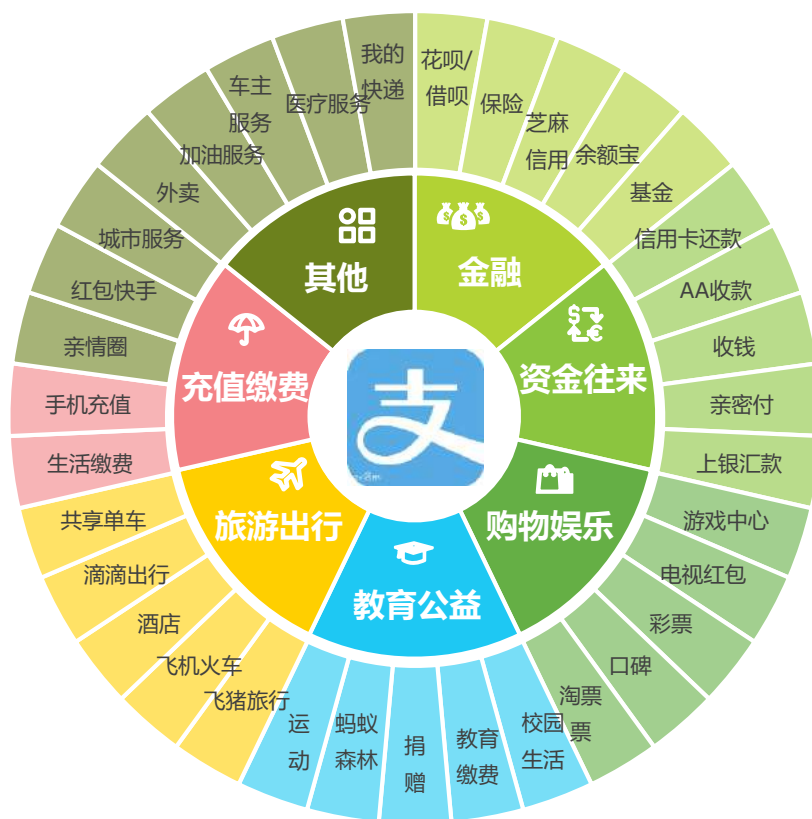 花呗/
借呗
保险
芝麻
信用
余额宝
基金
信用卡还款
AA收款
收钱
亲密付
上银汇款
游戏中心
电视红包
彩票
口碑
淘票
票
校园
生活
教育
缴费
捐
赠
蚂蚁
森林
运
动
飞猪旅行
飞机火车
酒店
滴滴出行
共享单车
生活缴费
手机充值
亲情圈
红包快手
城市服务
外卖
加油服务
车主
服务
医疗服务
我的
快递
金融
资金往来
购物娱乐
教育公益
旅游出行
充值缴费
其他
支